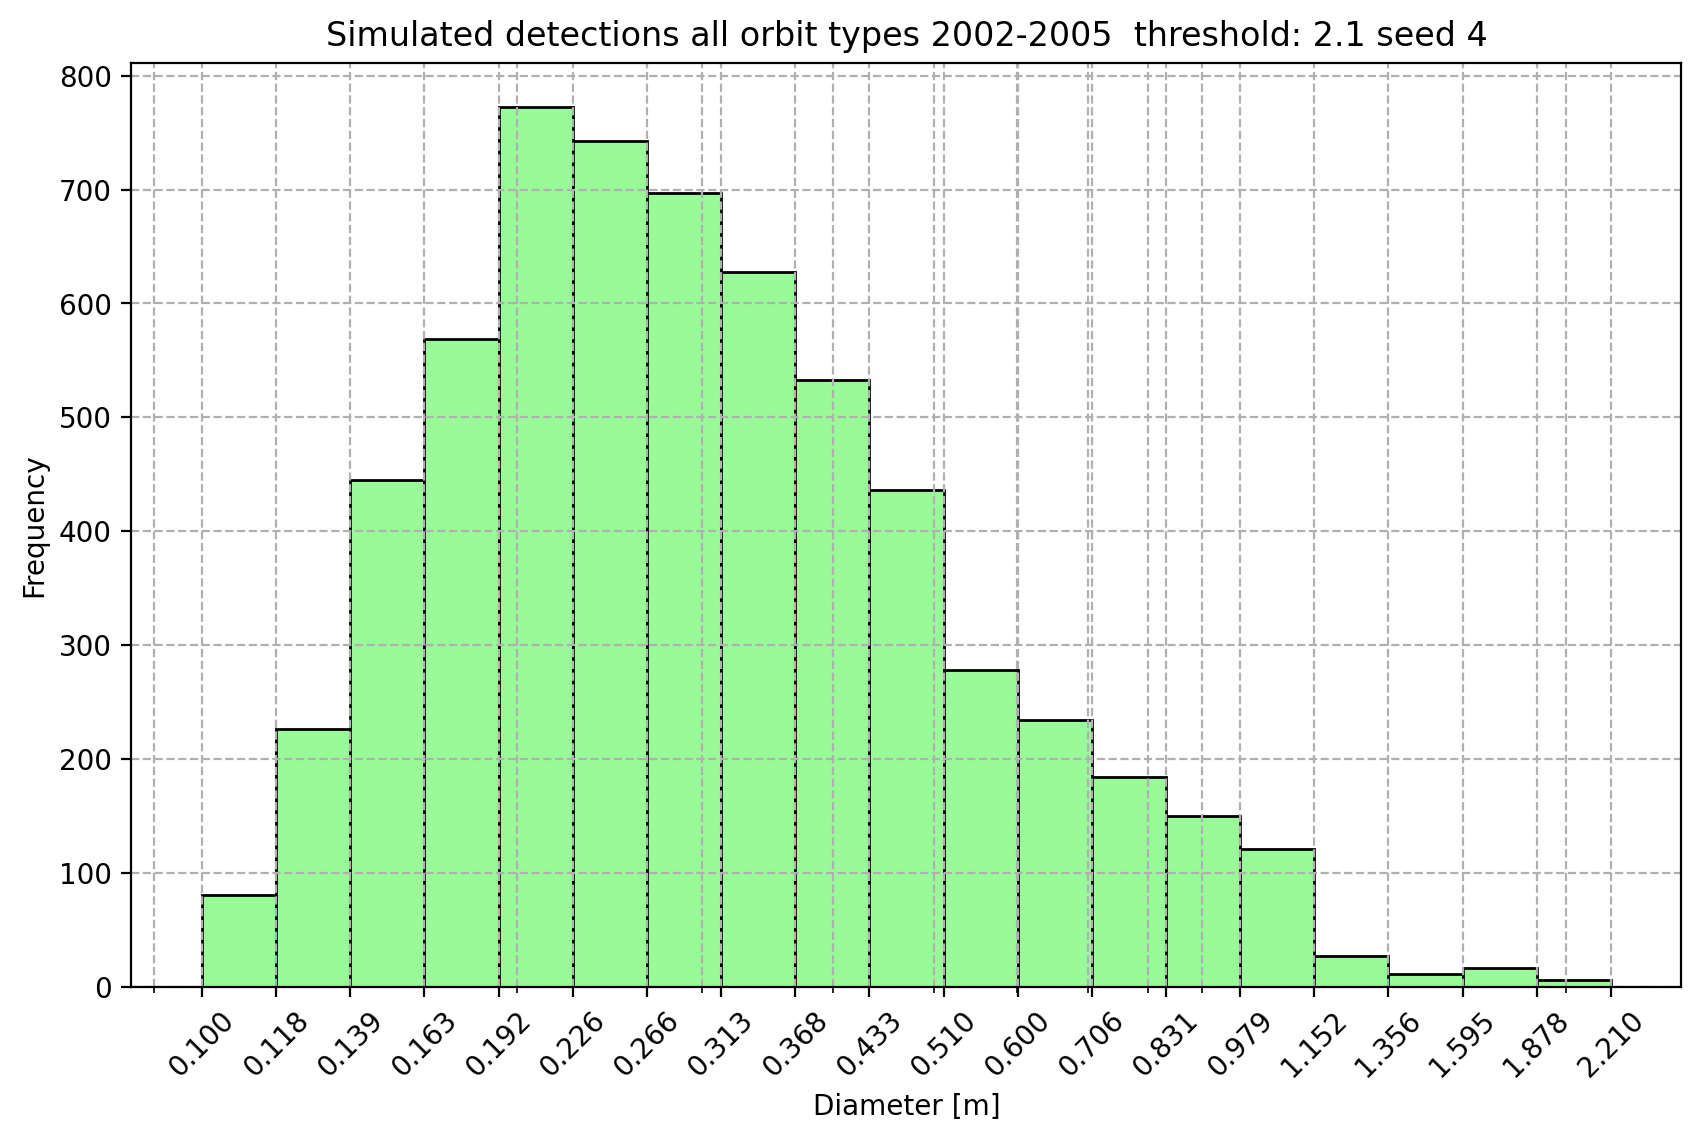 Simulated detections all orbit types 2002-2005  threshold: 2.1 seed 4
800
700
600
500
400
300
200
100
0
Frequency
0.100 0.118 0.139 0.163 0.192 0.226 0.266 0.313 0.368 0.433 0.510 0.600 0.706 0.831 0.979 1.152 1.356 1.595 1.878 2.210
Diameter [m]